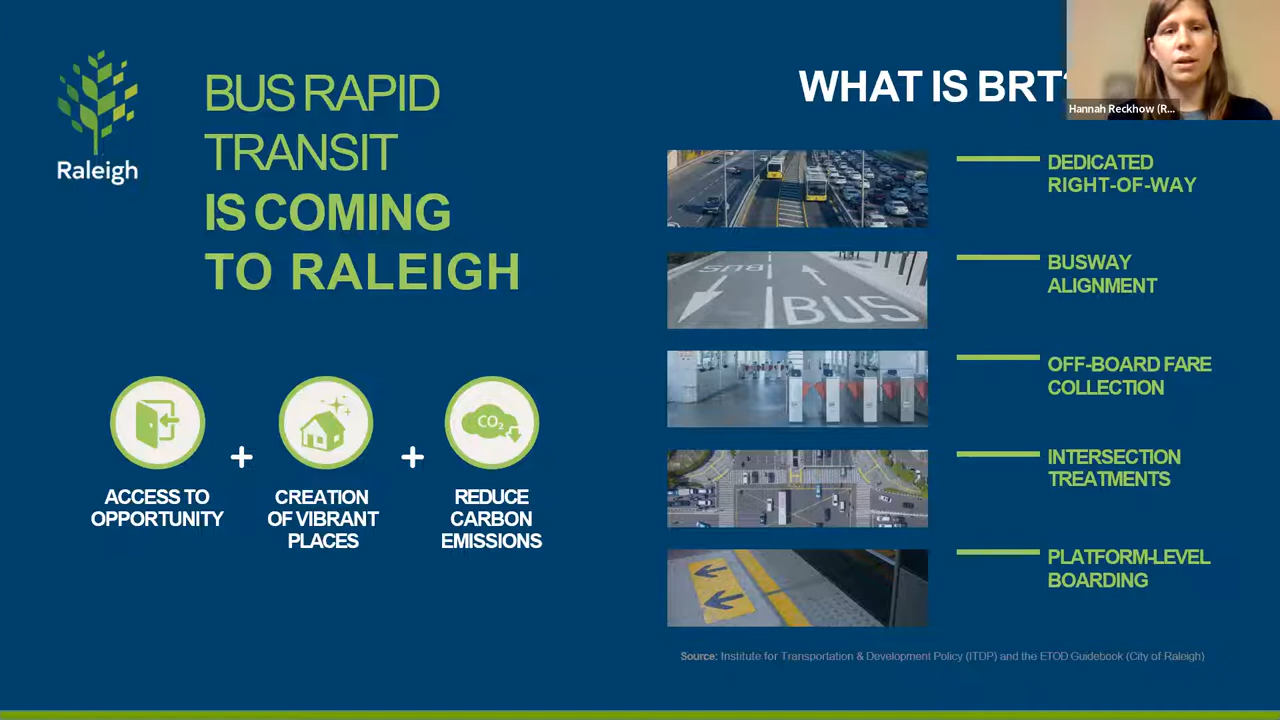 Raleigh
BUS RAPID
TRANSIT
IS COMING
TO RALEIGH
ACCESS TO
OPPORTUNITY
+
CREATION
OF VIBRANT
PLACES
+
CO₂
REDUCE
CARBON
EMISSIONS
WHAT IS BRT?
Hannah Reckhow (R...
DEDICATED
RIGHT-OF-WAY
BUS
BUS
BUSWAY
ALIGNMENT
OFF-BOARD FARE
COLLECTION
INTERSECTION
TREATMENTS
PLATFORM-LEVEL
BOARDING
Source: Institute for Transportation & Development Policy (ITDP) and the ETOD Guidebook (City of Raleigh)